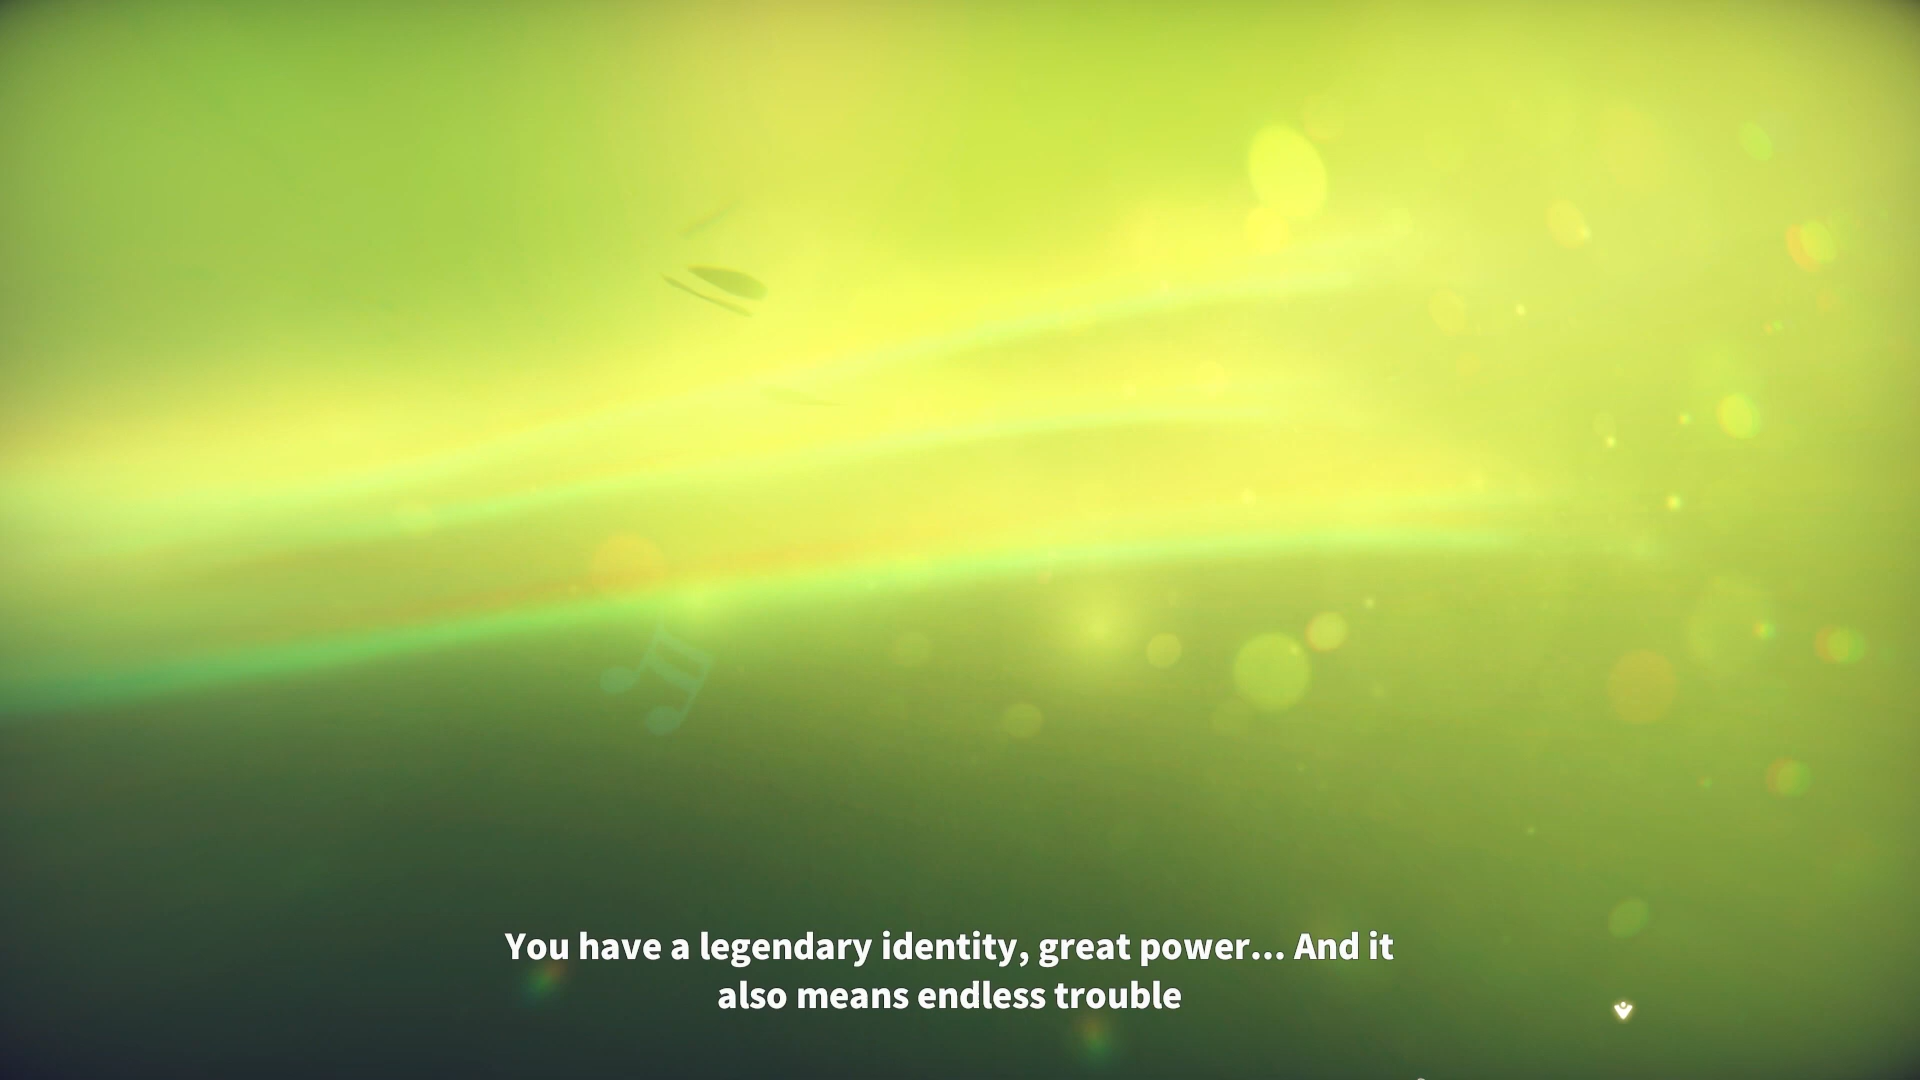 You have a legendary identity, great power... And it
also means endless trouble